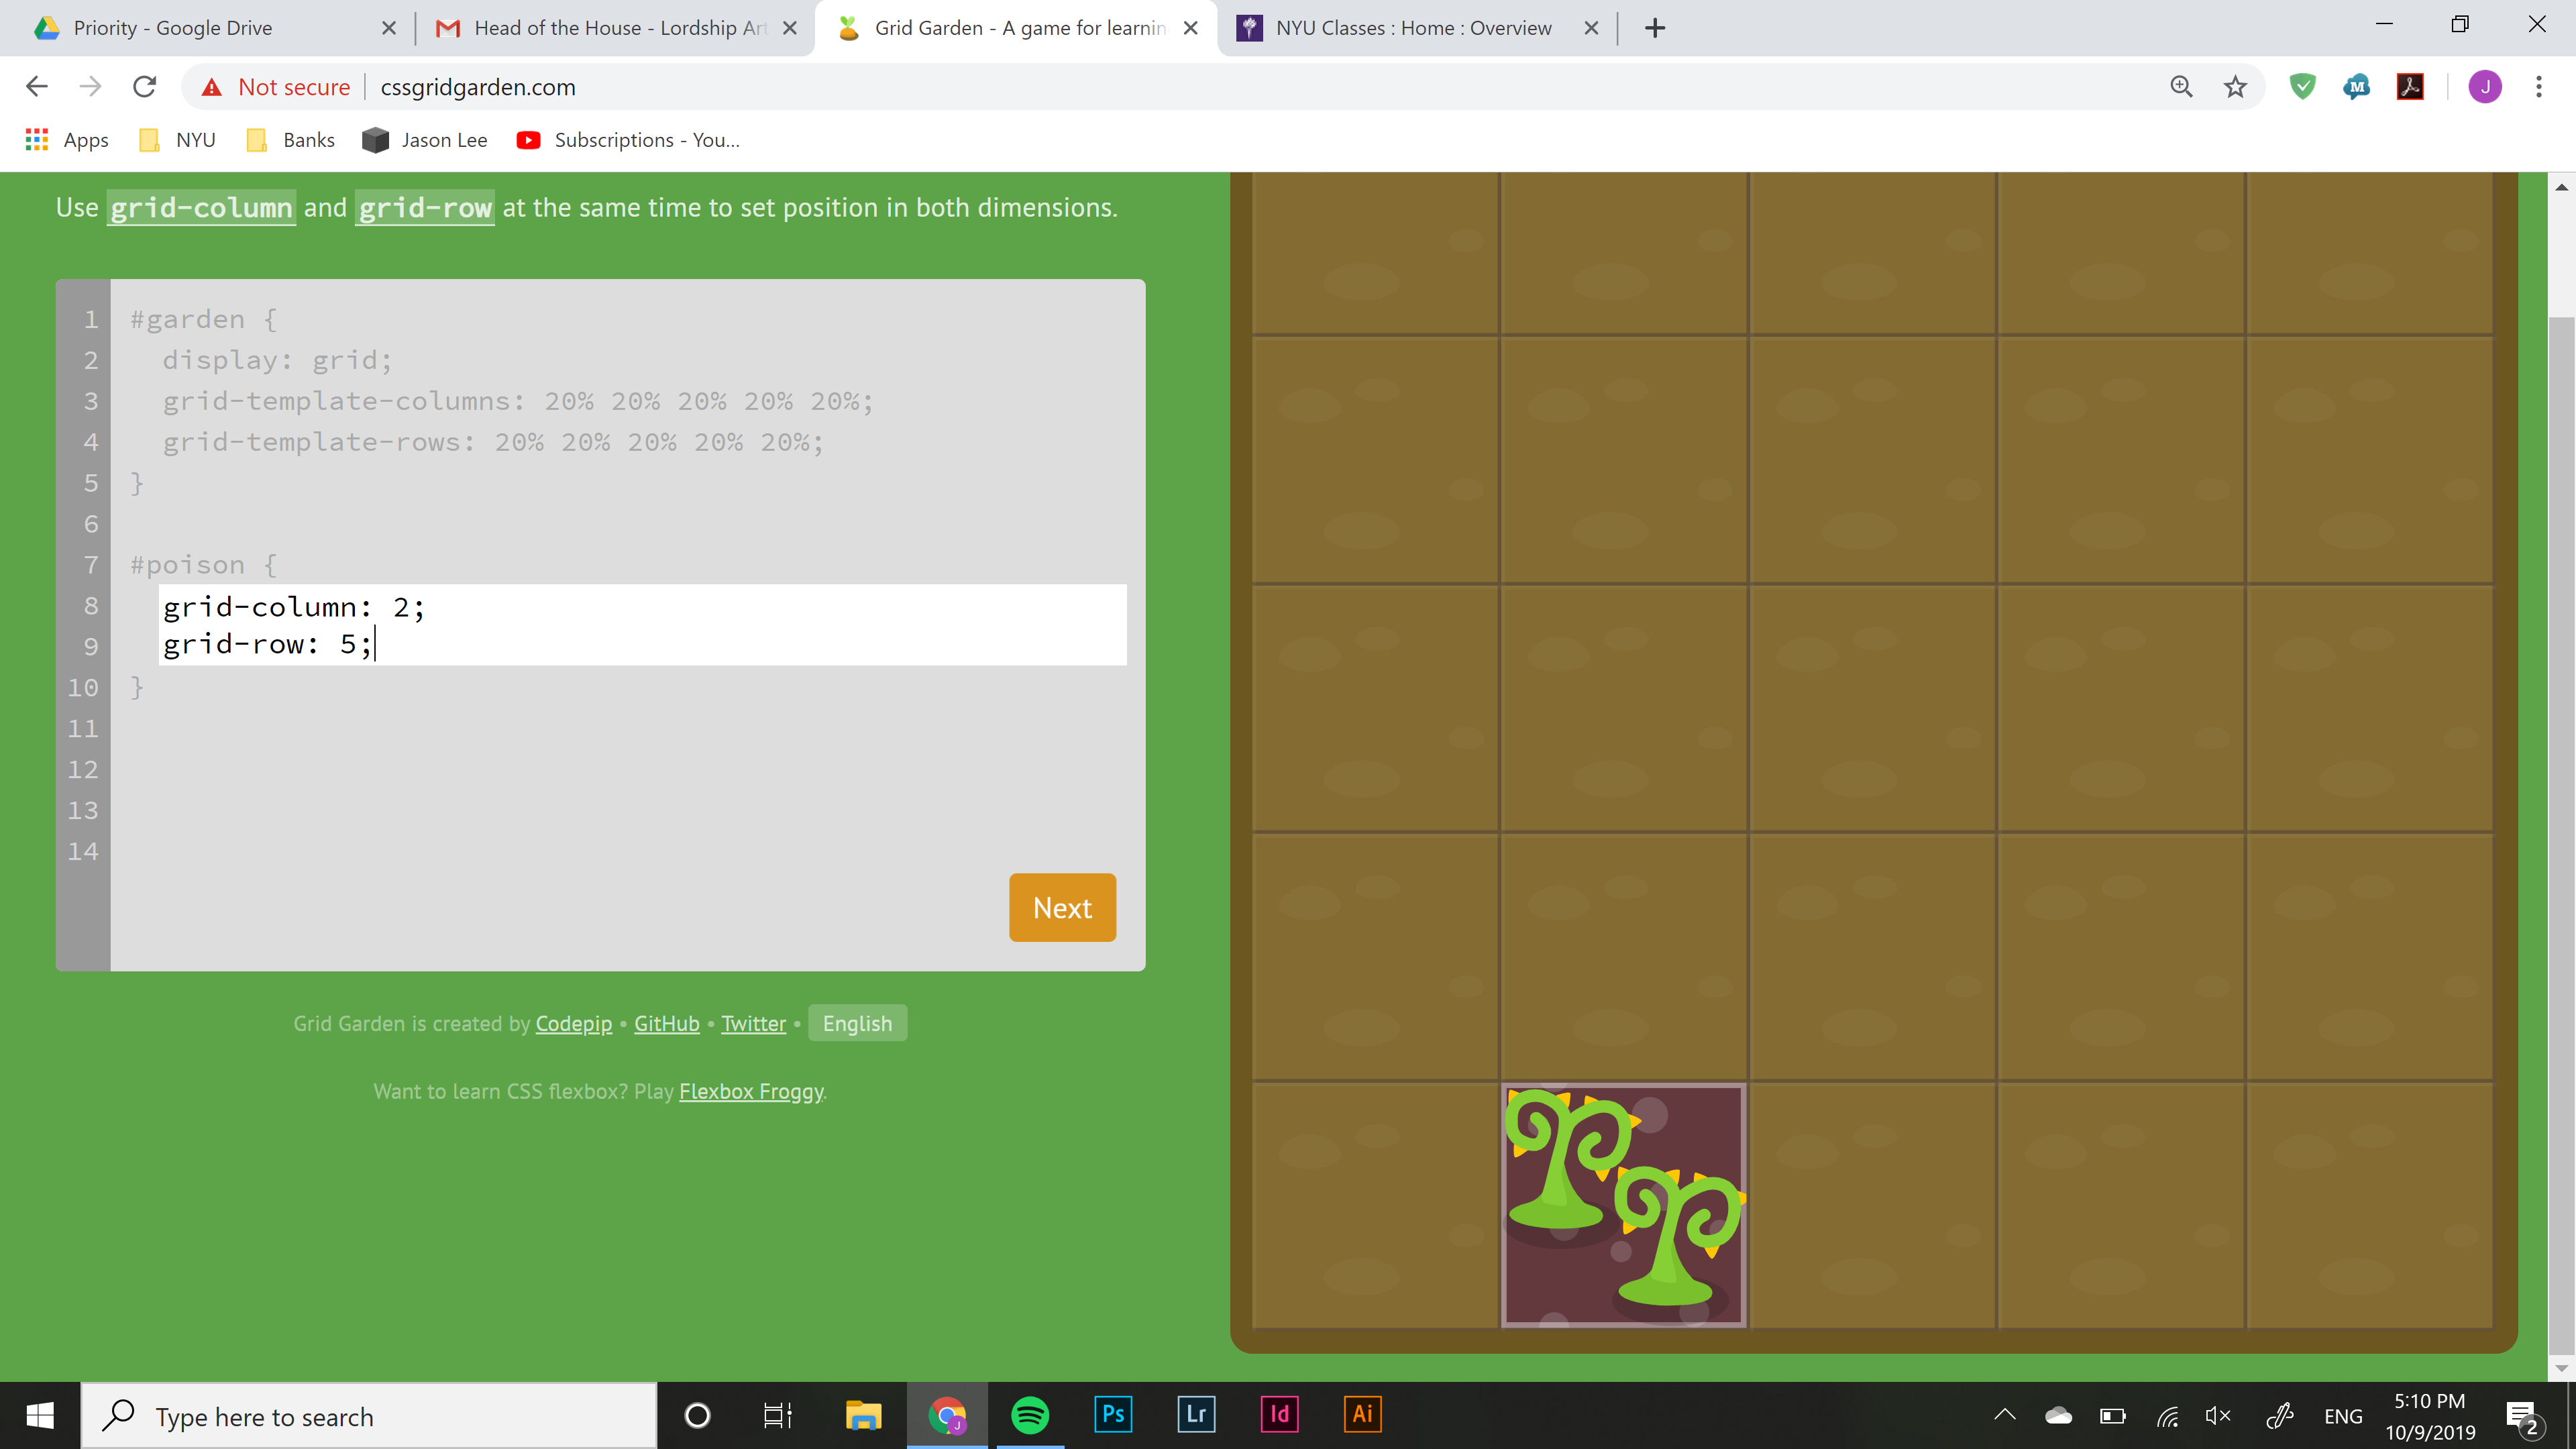 Priority - Google Drive
Head of the House - Lordship Art
Grid Garden - A game for learnin
NYU Classes : Home : Overview
Not secure
cssgridgarden.com
M
J
Apps
NYU
Banks
Jason Lee
Subscriptions - You...
Use grid-column and grid-row at the same time to set position in both dimensions.
1 #garden {
2 display: grid;
3 grid-template-columns: 20% 20% 20% 20% 20%;
4 grid-template-rows: 20% 20% 20% 20% 20%;
5 }
6
7 #poison {
8 grid-column: 2;
9 grid-row: 5;
10 }
11
12
13
14
Next
Grid Garden is created by Codepip • GitHub • Twitter • English
Want to learn CSS flexbox? Play Flexbox Froggy.
Type here to search
J
Ps
Lr
Id
Ai
ENG
5:10 PM
10/9/2019
2